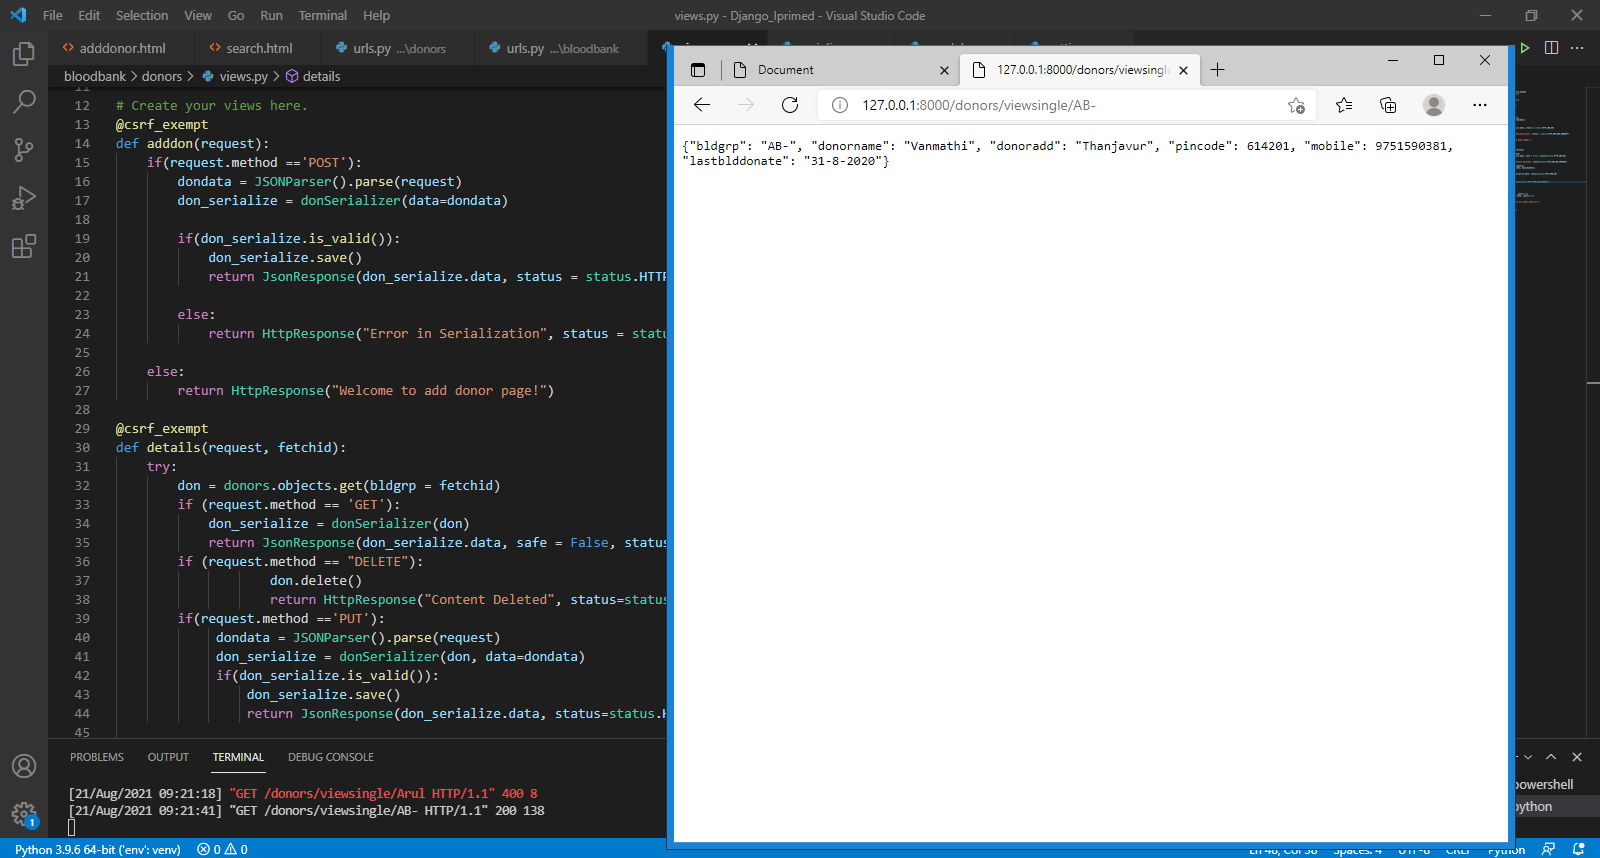 File Edit Selection View Go Run Terminal Help
views.py - Django_Iprimed - Visual Studio Code
adddonor.html
search.html
urls.py ...\donors
urls.py ...\bloodbank
bloodbank > donors > views.py > details
11
12 # Create your views here.
13 @csrf_exempt
14 def adddon(request):
15 if(request.method =='POST'):
16 dondata = JSONParser().parse(request)
17 don_serialize = donSerializer(data=dondata)
18
19 if(don_serialize.is_valid()):
20 don_serialize.save()
21 return JsonResponse(don_serialize.data, status = status.HTTP
22
23 else:
24 return HttpResponse("Error in Serialization", status = statu
25
26 else:
27 return HttpResponse("Welcome to add donor page!")
28
29 @csrf_exempt
30 def details(request, fetchid):
31 try:
32 don = donors.objects.get(bldgrp = fetchid)
33 if (request.method == 'GET'):
34 don_serialize = donSerializer(don)
35 return JsonResponse(don_serialize.data, safe = False, status
36 if (request.method == "DELETE"):
37 don.delete()
38 return HttpResponse("Content Deleted", status=status
39 if(request.method =='PUT'):
40 dondata = JSONParser().parse(request)
41 don_serialize = donSerializer(don, data=dondata)
42 if(don_serialize.is_valid()):
43 don_serialize.save()
44 return JsonResponse(don_serialize.data, status=status.H
45
Document
127.0.0.1:8000/donors/viewsingle
127.0.0.1:8000/donors/viewsingle/AB-
{"bldgrp": "AB-", "donorname": "Vanmathi", "donoradd": "Thanjavur", "pincode": 614201, "mobile": 9751590381,
"lastblddonate": "31-8-2020"}
PROBLEMS OUTPUT TERMINAL DEBUG CONSOLE
[21/Aug/2021 09:21:18] "GET /donors/viewsingle/Arul HTTP/1.1" 400 8
[21/Aug/2021 09:21:41] "GET /donors/viewsingle/AB- HTTP/1.1" 200 138
powershell
python
1
Python 3.9.6 64-bit ('env': venv) 0 0
Ln 48, Col 38 Spaces: 4 UTF-8 CRLF Python